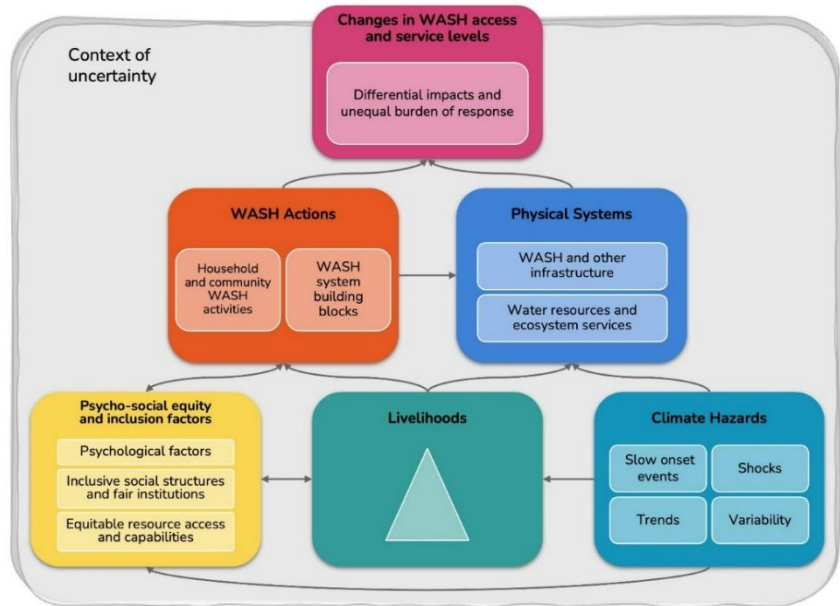 Changes in WASH access
and service levels
Context of
uncertainty
Differential impacts and
unequal burden of response
WASH Actions
Physical Systems
Household
and community
WASH
activities
WASH
system
building
blocks
WASH and other
infrastructure
Water resources and
ecosystem services
Psycho-social equity
and inclusion factors
Psychological factors
Inclusive social structures
and fair institutions
Equitable resource access
and capabilities
Livelihoods
Climate Hazards
Slow onset
events
Shocks
Trends
Variability